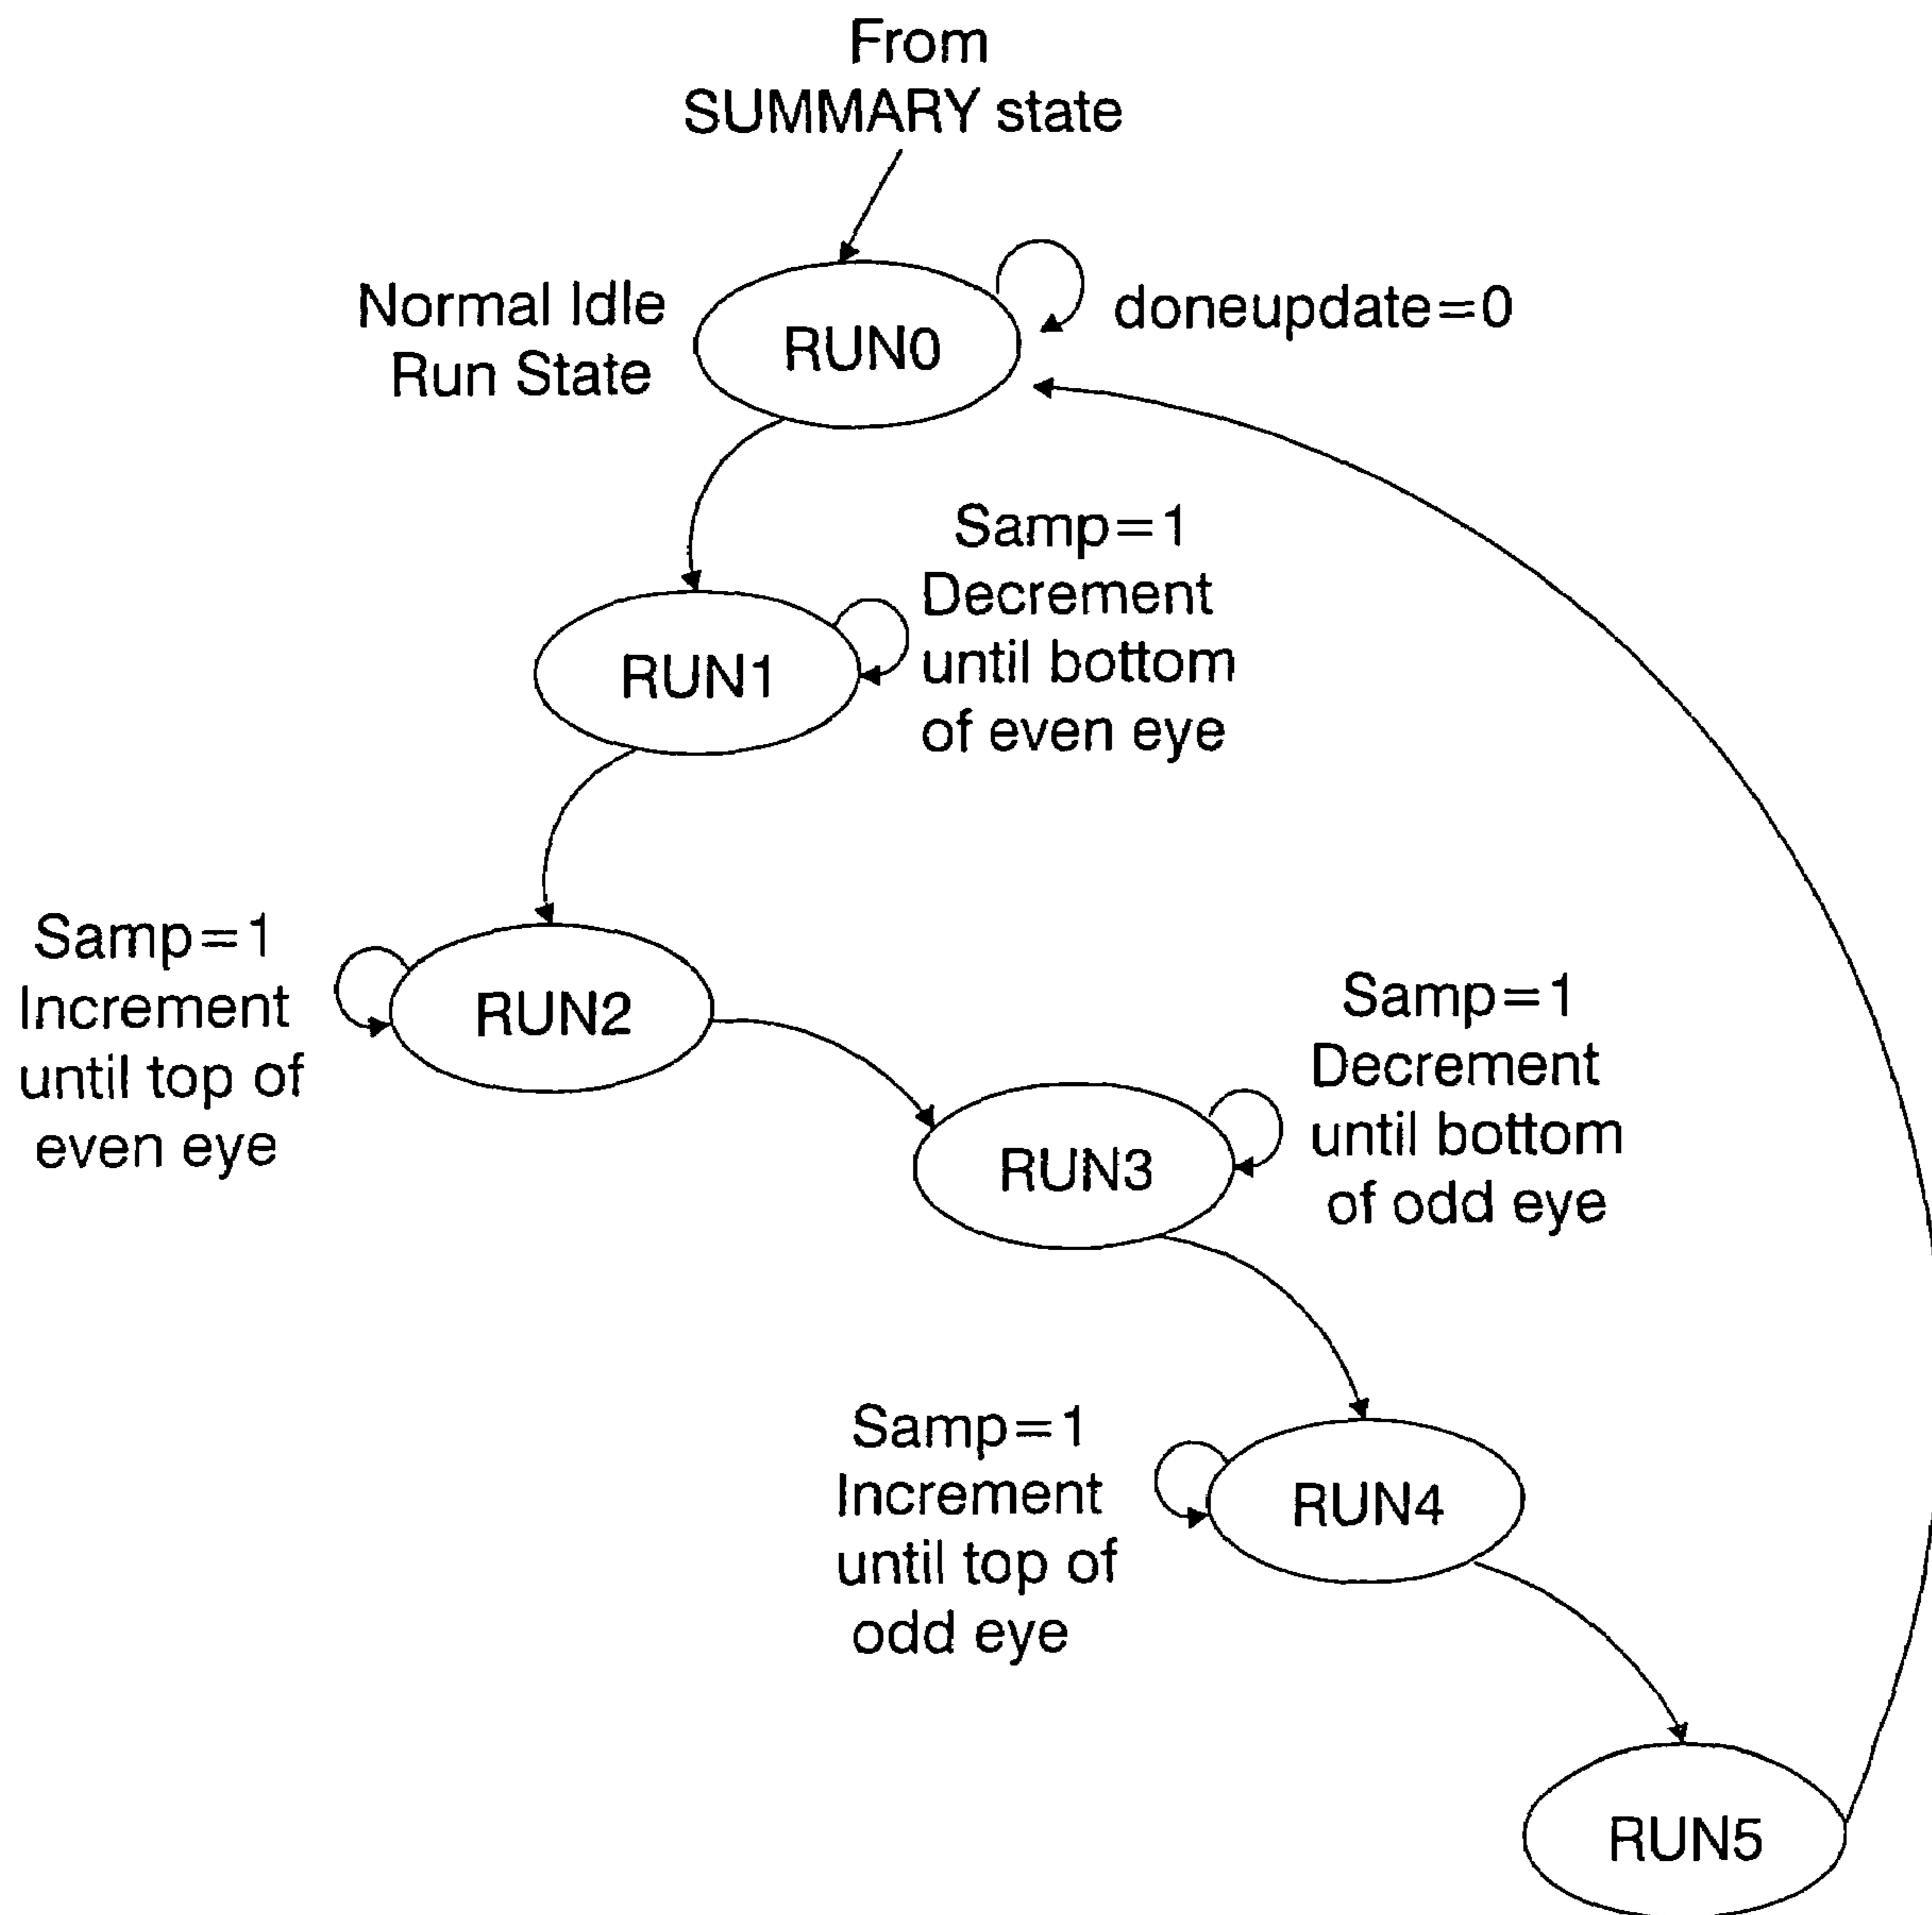 From
SUMMARY state
Normal Idle
Run State
RUN0
doneupdate=0
Samp=1
Decrement
until bottom
of even eye
RUN1
Samp=1
Increment
until top of
even eye
RUN2
Samp=1
Decrement
until bottom
of odd eye
RUN3
Samp=1
Increment
until top of
odd eye
RUN4
RUN5